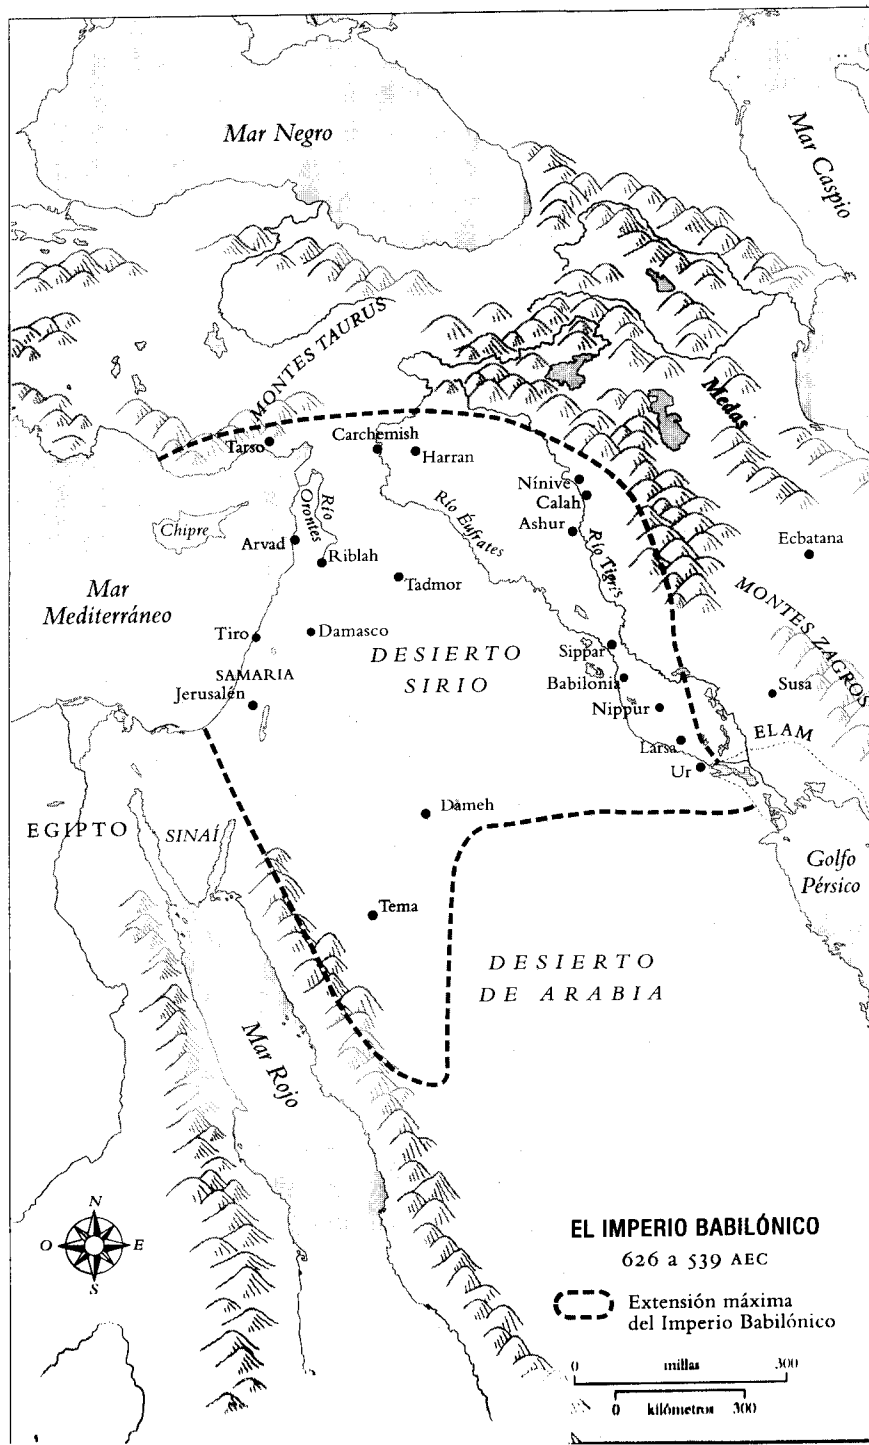 Mar Negro
Mar Caspio
MONTES TAURUS
Medas
Tarso
Carchemish
Harran
Nínive
Calah
Ashur
Río Orontes
Río Éufrates
Río Tigris
Chipre
Arvad
Riblah
Tadmor
Ecbatana
Mar
Mediterráneo
MONTES ZAGROS
Tiro
Damasco
DESIERTO
SIRIO
Sippar
SAMARIA
Jerusalén
Babilonia
Susa
Nippur
ELAM
Larsa
Ur
Dameh
EGIPTO
SINAÍ
Golfo
Pérsico
Tema
DESIERTO
DE ARABIA
Mar Rojo
N
O
E
S
EL IMPERIO BABILÓNICO
626 a 539 AEC
Extensión máxima
del Imperio Babilónico
0 millas 300
0 kilómetros 300